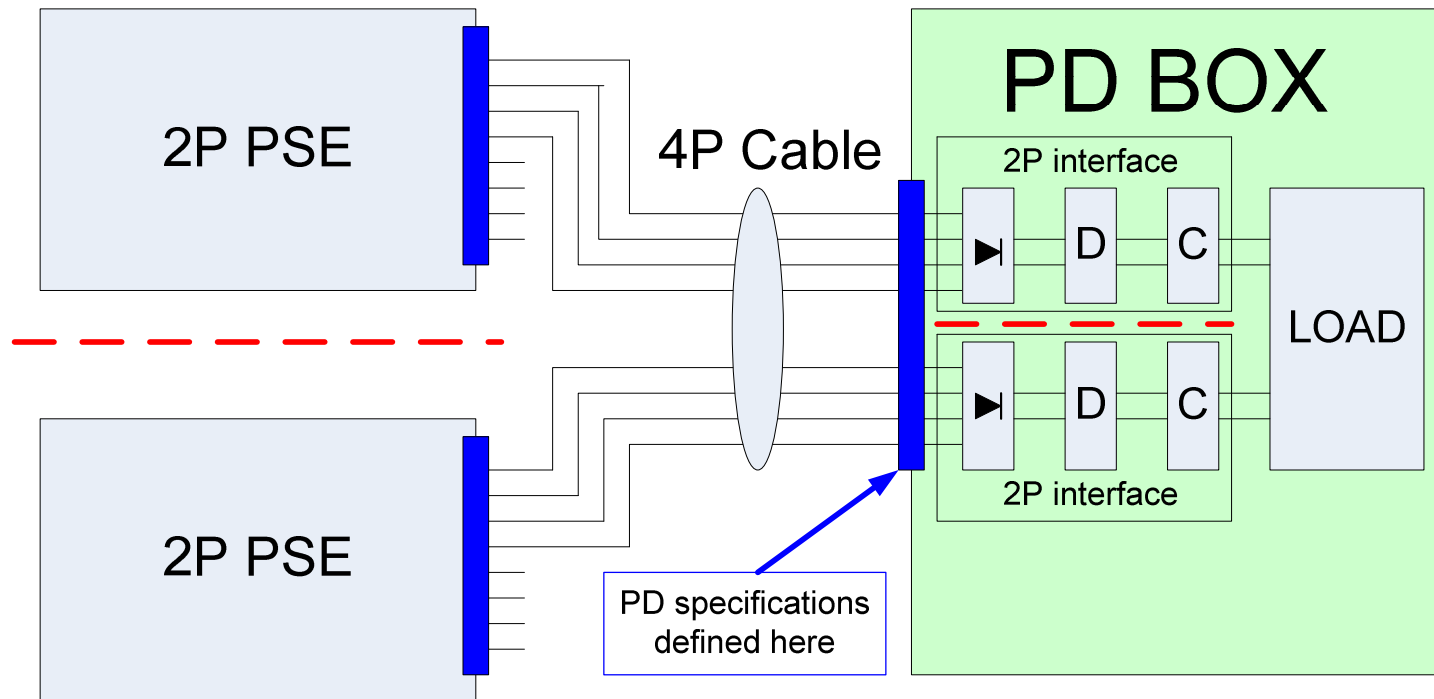 2P PSE
4P Cable
PD BOX
2P interface
D
C
LOAD
D
C
2P interface
2P PSE
PD specifications
defined here